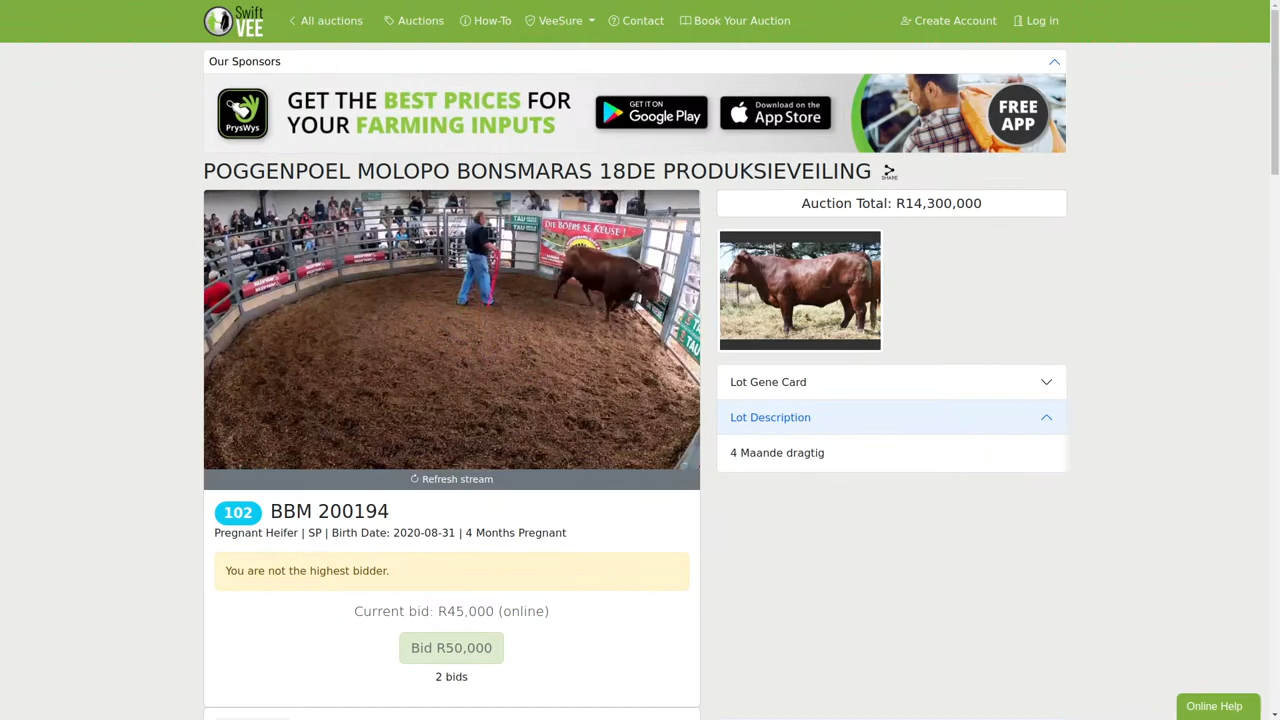 Swift
VEE
All auctions
Auctions
How-To
VeeSure
Contact
Book Your Auction
Create Account
Log in
Our Sponsors
PrysWys
GET THE BEST PRICES FOR
YOUR FARMING INPUTS
GET IT ON
Google Play
Download on the
App Store
FREE
APP
POGGENPOEL MOLOPO BONSMARAS 18DE PRODUKSIEVEILING
SHARE
TAU
TAU
DIE BOERE SE KEUSE !
Refresh stream
102
BBM 200194
Pregnant Heifer | SP | Birth Date: 2020-08-31 | 4 Months Pregnant
You are not the highest bidder.
Current bid: R45,000 (online)
Bid R50,000
2 bids
Auction Total: R14,300,000
Lot Gene Card
Lot Description
4 Maande dragtig
Online Help